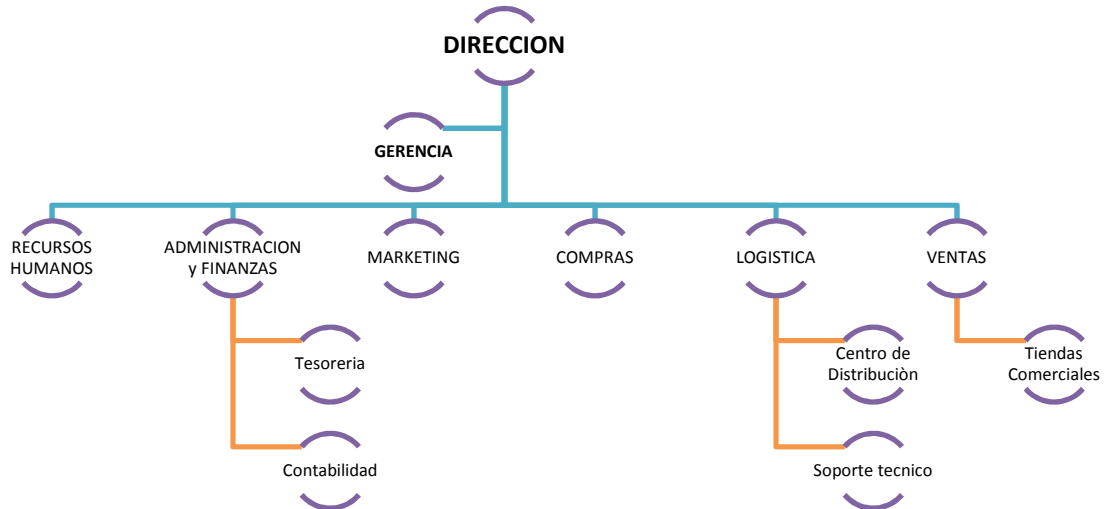 DIRECCION
GERENCIA
RECURSOS
HUMANOS
ADMINISTRACION
y FINANZAS
MARKETING
COMPRAS
LOGISTICA
VENTAS
Tesoreria
Centro de
Distribuciòn
Tiendas
Comerciales
Contabilidad
Soporte tecnico